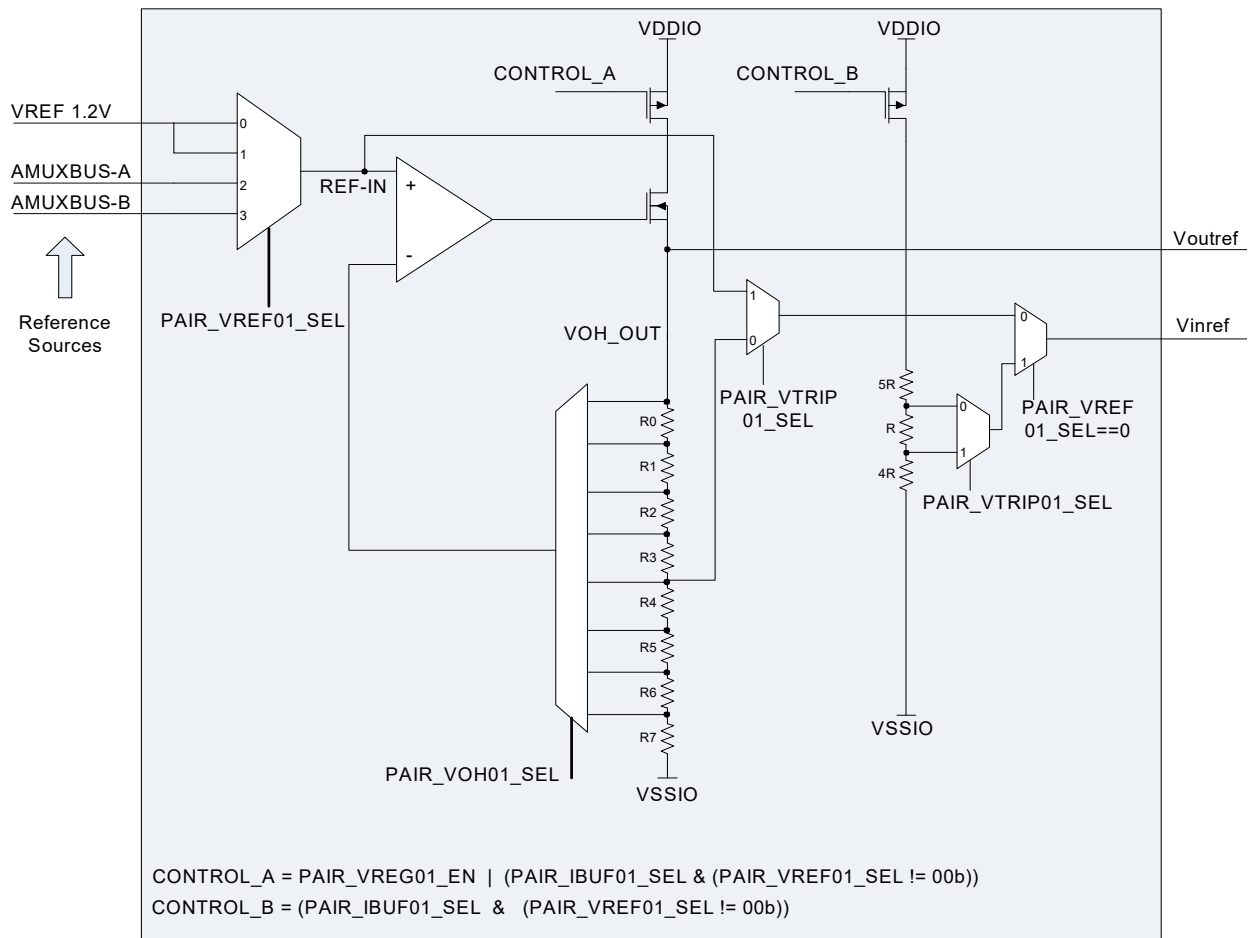 VDDIO
VDDIO
CONTROL_A
CONTROL_B
VREF 1.2V
0
1
AMUXBUS-A
2
AMUXBUS-B
3
REF-IN
+
-
Voutref
Reference
Sources
PAIR_VREF01_SEL
VOH_OUT
1
0
PAIR_VTRIP
01_SEL
0
1
Vinref
PAIR_VREF
01_SEL==0
5R
R
4R
0
1
PAIR_VTRIP01_SEL
R0
R1
R2
R3
R4
R5
R6
R7
VSSIO
PAIR_VOH01_SEL
VSSIO
CONTROL_A = PAIR_VREG01_EN | (PAIR_IBUF01_SEL & (PAIR_VREF01_SEL != 00b))
CONTROL_B = (PAIR_IBUF01_SEL & (PAIR_VREF01_SEL != 00b))